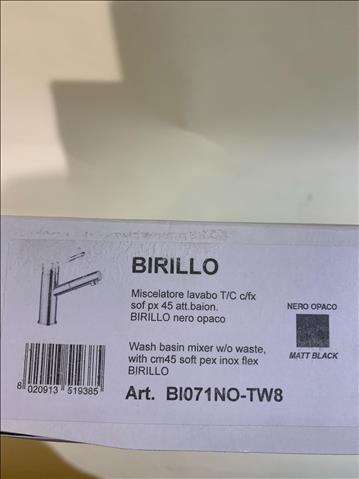 BIRILLO
Miscelatore lavabo T/C c/fx
sof px 45 att.baion.
BIRILLO nero opaco
NERO OPACO
MATT BLACK
Wash basin mixer w/o waste,
with cm45 soft pex inox flex
BIRILLO
Art. BI071NO-TW8
8 020913 519385